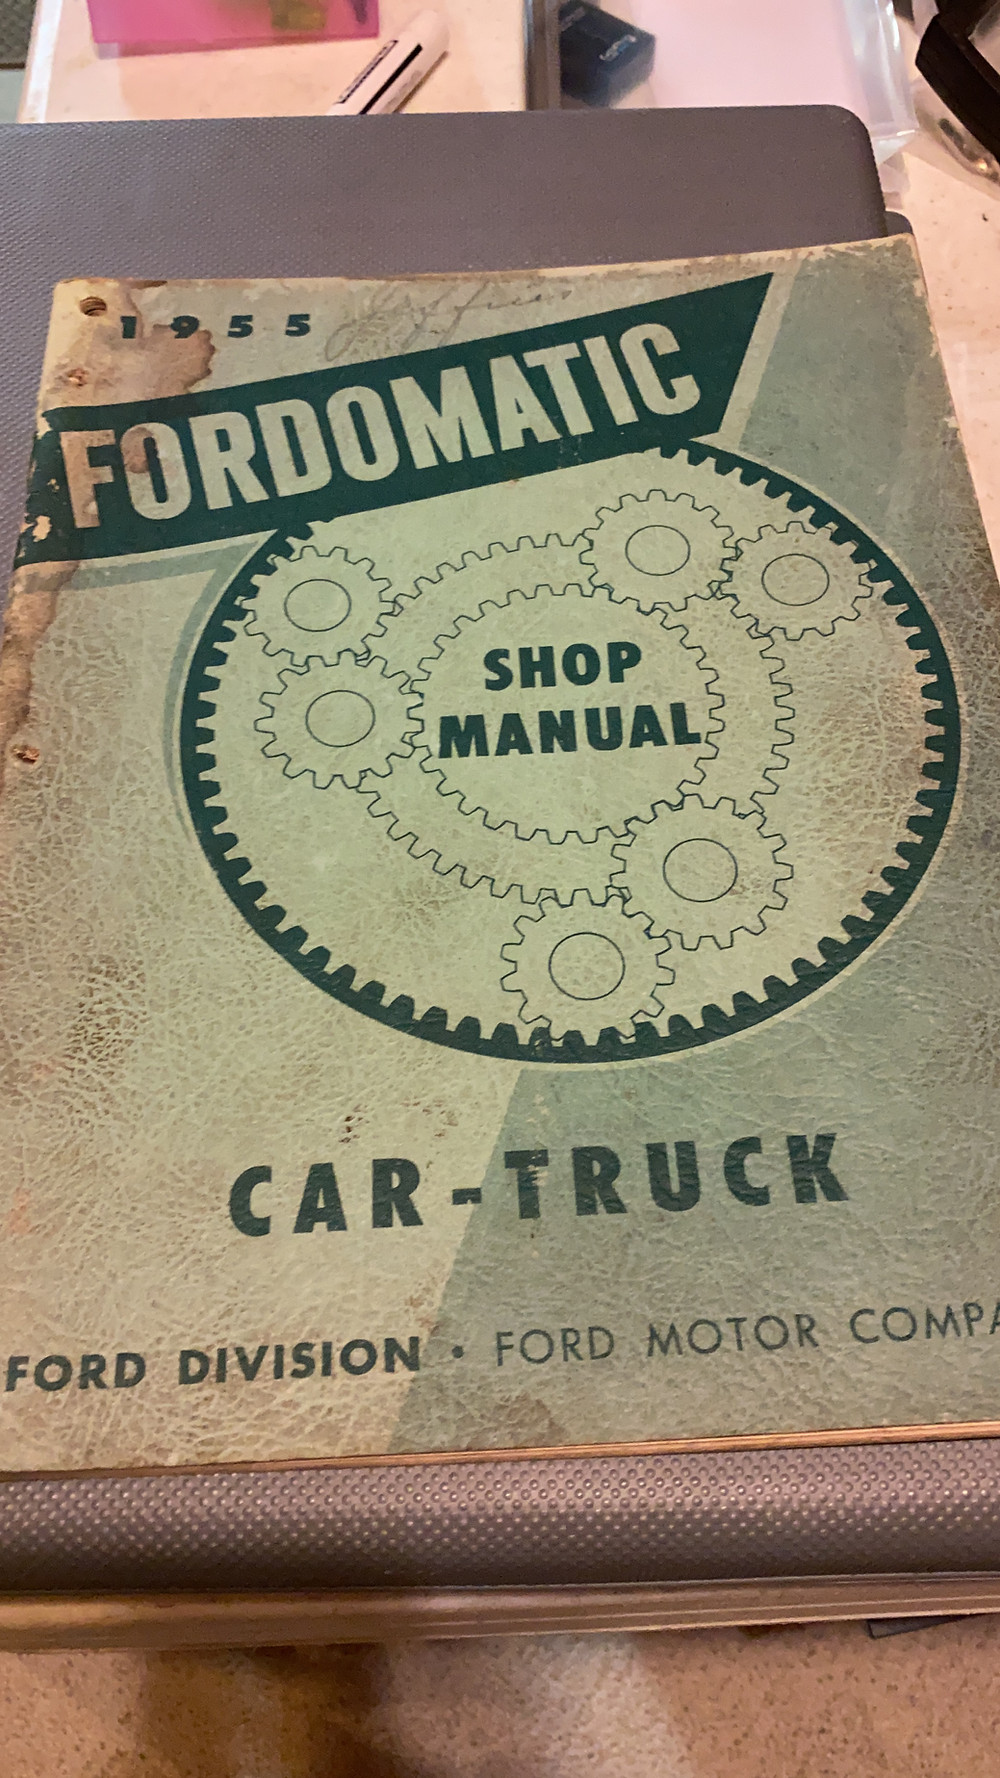 1955
FORDOMATIC
SHOP
MANUAL
CAR-TRUCK
FORD DIVISION • FORD MOTOR COMPA